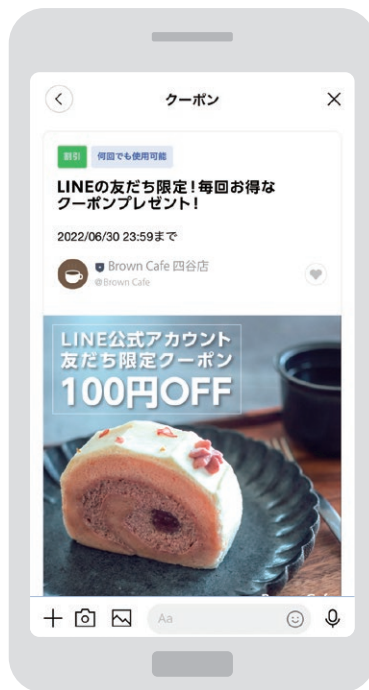 クーポン
割引
何回でも使用可能
LINEの友だち限定!毎回お得な
クーポンプレゼント!
2022/06/30 23:59まで
Brown Cafe 四谷店
@Brown Cafe
LINE公式アカウント
友だち限定クーポン
100円OFF
Aa